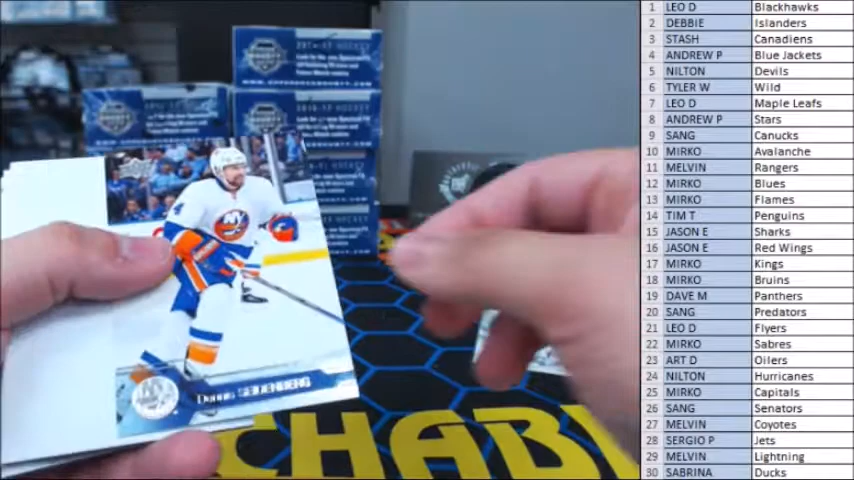 1 LEO D Blackhawks
2 DEBBIE Islanders
3 STASH Canadiens
4 ANDREW P Blue Jackets
5 NILTON Devils
6 TYLER W Wild
7 LEO D Maple Leafs
8 ANDREW P Stars
9 SANG Canucks
10 MIRKO Avalanche
11 MELVIN Rangers
12 MIRKO Blues
13 MIRKO Flames
14 TIM T Penguins
15 JASON E Sharks
16 JASON E Red Wings
17 MIRKO Kings
18 MIRKO Bruins
19 DAVE M Panthers
20 SANG Predators
21 LEO D Flyers
22 MIRKO Sabres
23 ART D Oilers
24 NILTON Hurricanes
25 MIRKO Capitals
26 SANG Senators
27 MELVIN Coyotes
28 SERGIO P Jets
29 MELVIN Lightning
30 SABRINA Ducks
NY
Dennis SEIDENBERG
CHABI